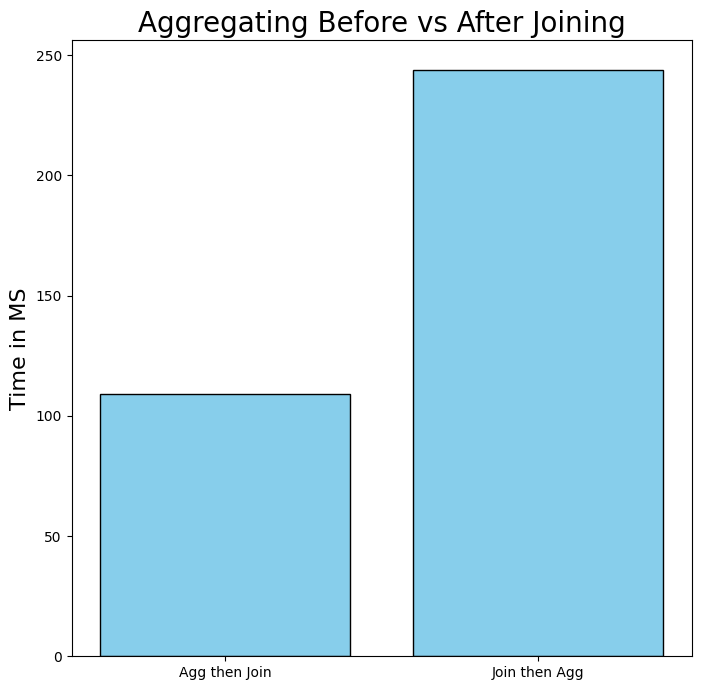 Aggregating Before vs After Joining
250
200
150
100
50
0
Time in MS
Agg then Join
Join then Agg